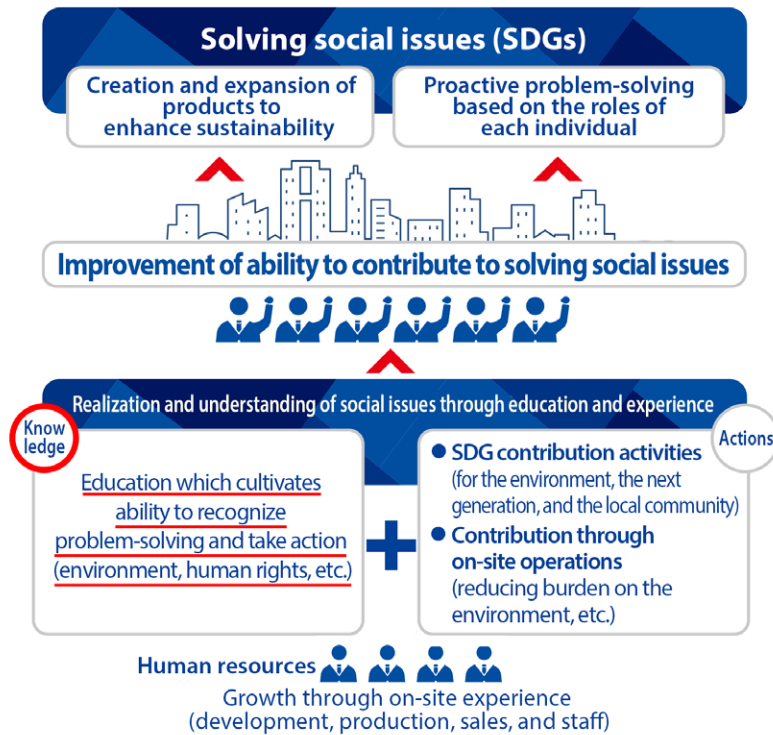 Solving social issues (SDGs)
Creation and expansion of
products to
enhance sustainability
Proactive problem-solving
based on the roles of
each individual
Improvement of ability to contribute to solving social issues
Realization and understanding of social issues through education and experience
Know
ledge
Education which cultivates
ability to recognize
problem-solving and take action
(environment, human rights, etc.)
Actions
● SDG contribution activities
(for the environment, the next
generation, and the local community)
● Contribution through
on-site operations
(reducing burden on the
environment, etc.)
Human resources
Growth through on-site experience
(development, production, sales, and staff)